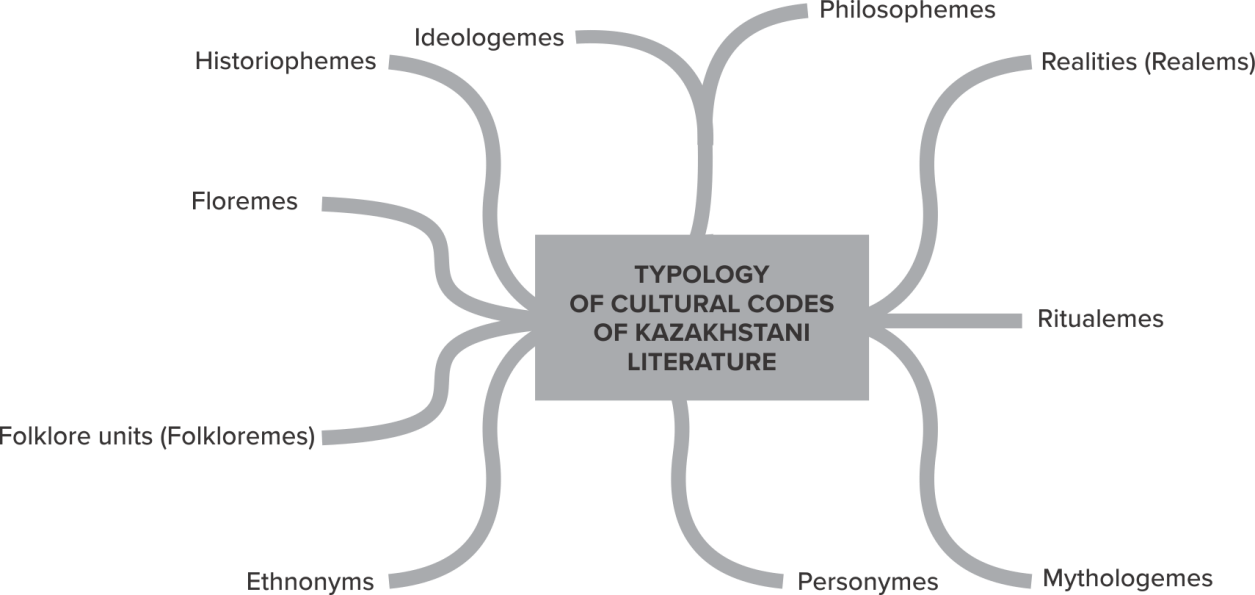 Philosophemes
Ideologemes
Historiophemes
Realities (Realems)
Floremes
TYPOLOGY
OF CULTURAL CODES
OF KAZAKHSTANI
LITERATURE
Ritualemes
Folklore units (Folkloremes)
Ethnonyms
Personymes
Mythologemes